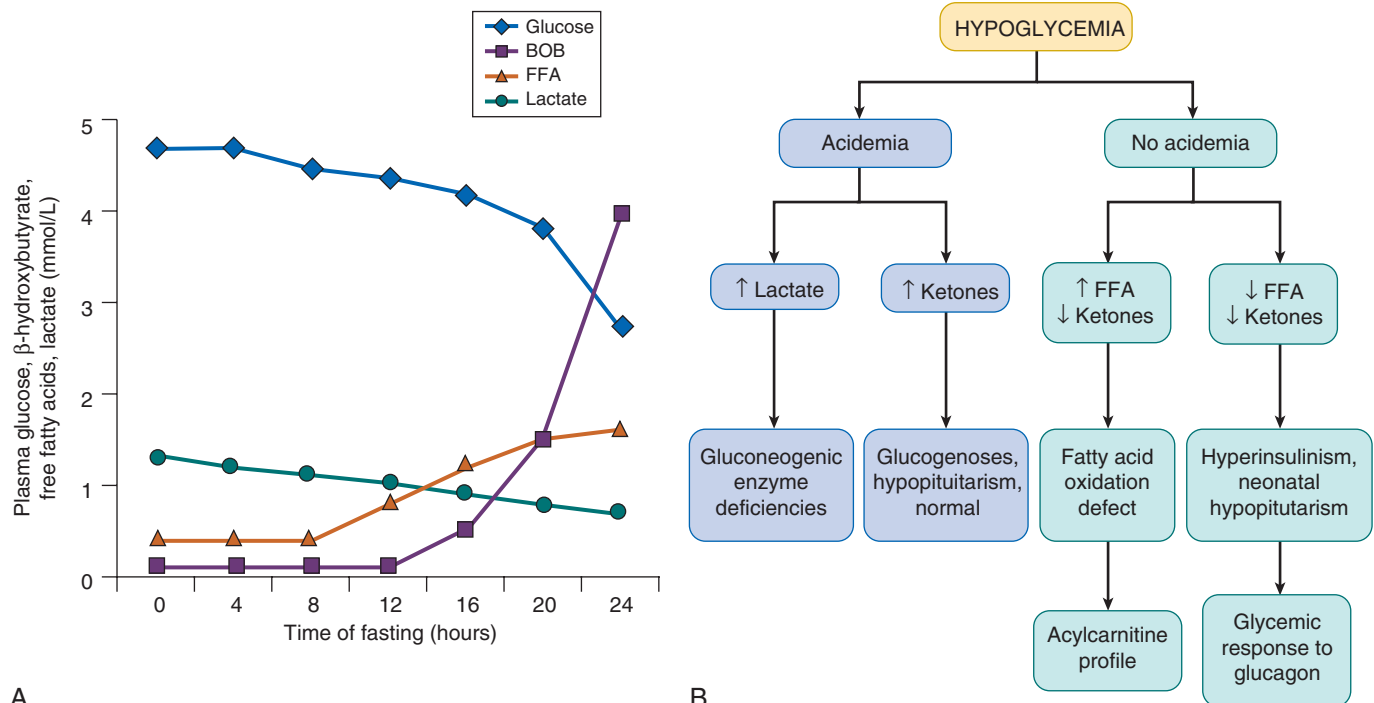 Glucose
BOB
FFA
Lactate
Plasma glucose, β-hydroxybutyrate,
free fatty acids, lactate (mmol/L)
5
4
3
2
1
0
0 4 8 12 16 20 24
Time of fasting (hours)
A
HYPOGLYCEMIA
Acidemia
No acidemia
↑ Lactate
↑ Ketones
↑ FFA
↓ Ketones
↓ FFA
↓ Ketones
Gluconeogenic
enzyme
deficiencies
Glucogenoses,
hypopituitarism,
normal
Fatty acid
oxidation
defect
Hyperinsulinism,
neonatal
hypopitutarism
Acylcarnitine
profile
Glycemic
response to
glucagon
B